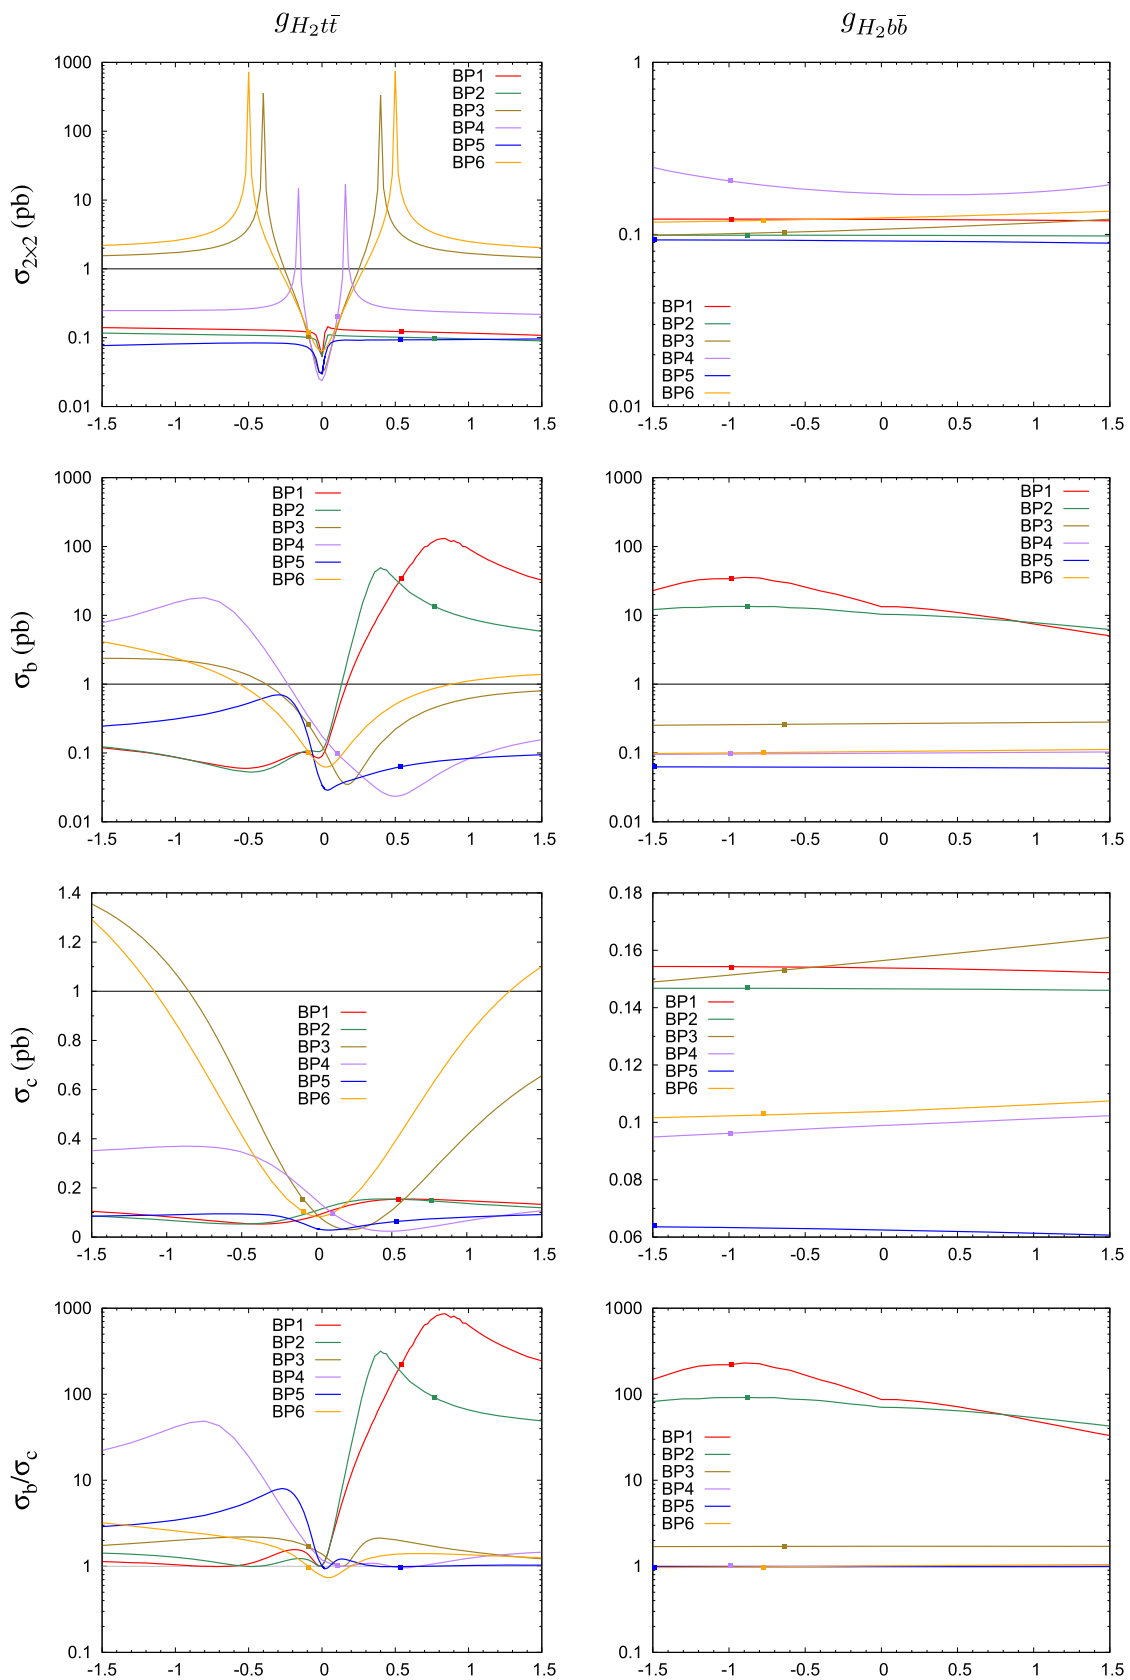 g_{H_2 t\bar{t}}
g_{H_2 b\bar{b}}
σ2×2 (pb)
1000
100
10
1
0.1
0.01
-1.5 -1 -0.5 0 0.5 1 1.5
BP1
BP2
BP3
BP4
BP5
BP6
1
0.1
0.01
-1.5 -1 -0.5 0 0.5 1 1.5
BP1
BP2
BP3
BP4
BP5
BP6
σb (pb)
1000
100
10
1
0.1
0.01
-1.5 -1 -0.5 0 0.5 1 1.5
BP1
BP2
BP3
BP4
BP5
BP6
1000
100
10
1
0.1
0.01
-1.5 -1 -0.5 0 0.5 1 1.5
BP1
BP2
BP3
BP4
BP5
BP6
σc (pb)
1.4
1.2
1
0.8
0.6
0.4
0.2
0
-1.5 -1 -0.5 0 0.5 1 1.5
BP1
BP2
BP3
BP4
BP5
BP6
0.18
0.16
0.14
0.12
0.1
0.08
0.06
-1.5 -1 -0.5 0 0.5 1 1.5
BP1
BP2
BP3
BP4
BP5
BP6
σb/σc
1000
100
10
1
0.1
-1.5 -1 -0.5 0 0.5 1 1.5
BP1
BP2
BP3
BP4
BP5
BP6
1000
100
10
1
0.1
-1.5 -1 -0.5 0 0.5 1 1.5
BP1
BP2
BP3
BP4
BP5
BP6